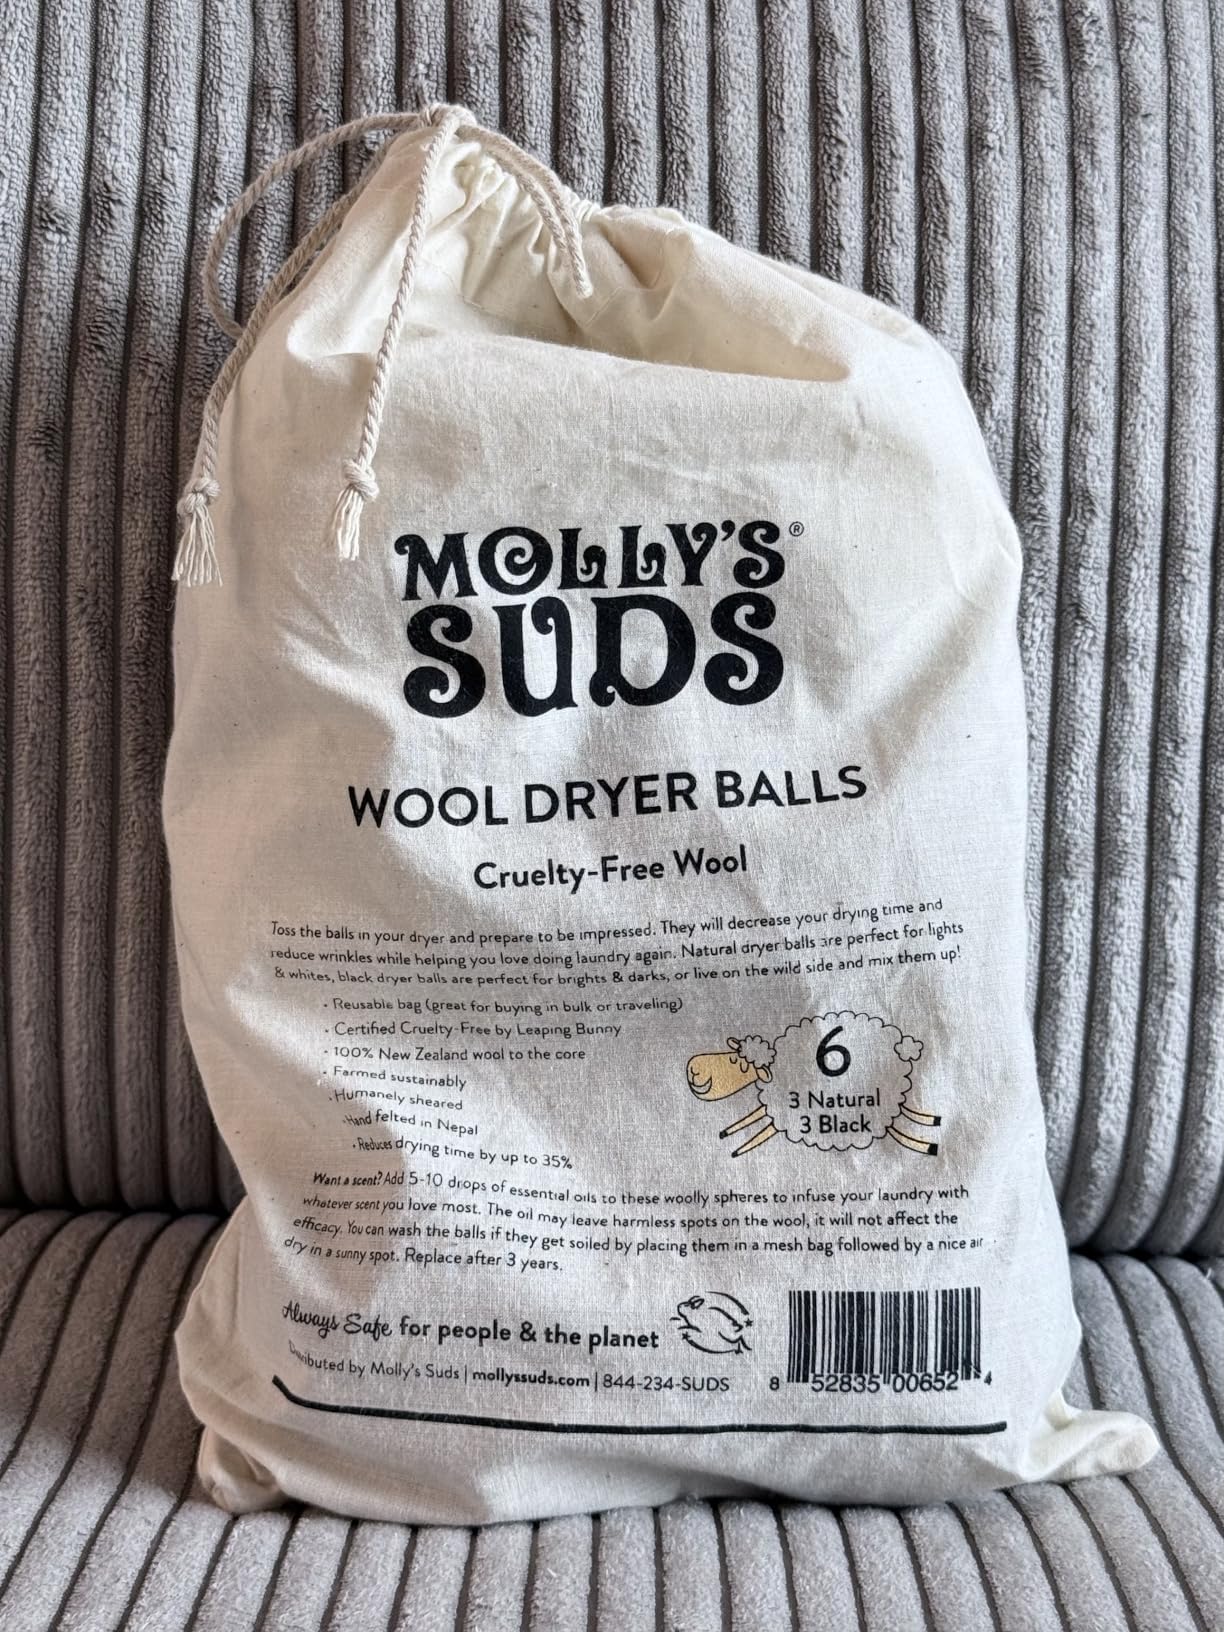 MOLLY'S®
SUDS
WOOL DRYER BALLS
Cruelty-Free Wool
Toss the balls in your dryer and prepare to be impressed. They will decrease your drying time and
reduce wrinkles while helping you love doing laundry again. Natural dryer balls are perfect for lights
& whites, black dryer balls are perfect for brights & darks, or live on the wild side and mix them up!
• Reusable bag (great for buying in bulk or traveling)
• Certified Cruelty-Free by Leaping Bunny
• 100% New Zealand wool to the core
• Farmed sustainably
• Humanely sheared
• Hand felted in Nepal
• Reduces drying time by up to 35%
6
3 Natural
3 Black
Want a scent? Add 5-10 drops of essential oils to these woolly spheres to infuse your laundry with
whatever scent you love most. The oil may leave harmless spots on the wool, it will not affect the
efficacy. You can wash the balls if they get soiled by placing them in a mesh bag followed by a nice air
dry in a sunny spot. Replace after 3 years.
Always Safe for people & the planet
Distributed by Molly's Suds | mollyssuds.com | 844-234-SUDS
8 52835 00652 4